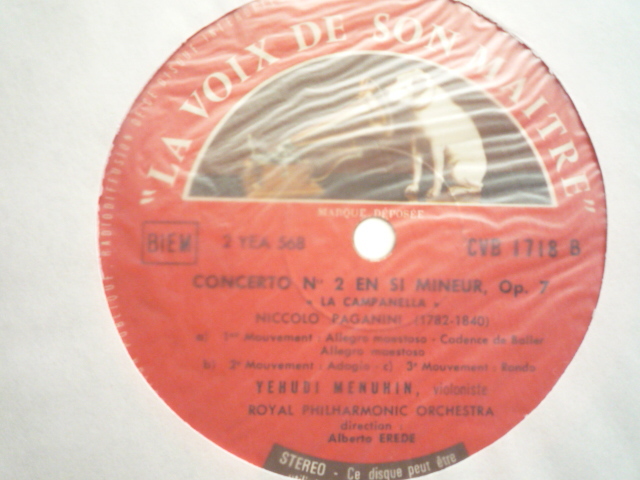 "LA VOIX DE SON MAITRE"
MARQUE DÉPOSÉE
BIEM 2 YEA 568 CVB 1718 B
CONCERTO N° 2 EN SI MINEUR, Op. 7
« LA CAMPANELLA »
NICCOLO PAGANINI (1782-1840)
a) 1er Mouvement : Allegro maestoso - Cadence de Bailer
Allegro maestoso
b) 2e Mouvement : Adagio c) 3e Mouvement : Rondo
YEHUDI MENUHIN, violoniste
ROYAL PHILHARMONIC ORCHESTRA
direction :
Alberto EREDE
STEREO - Ce disque peut être